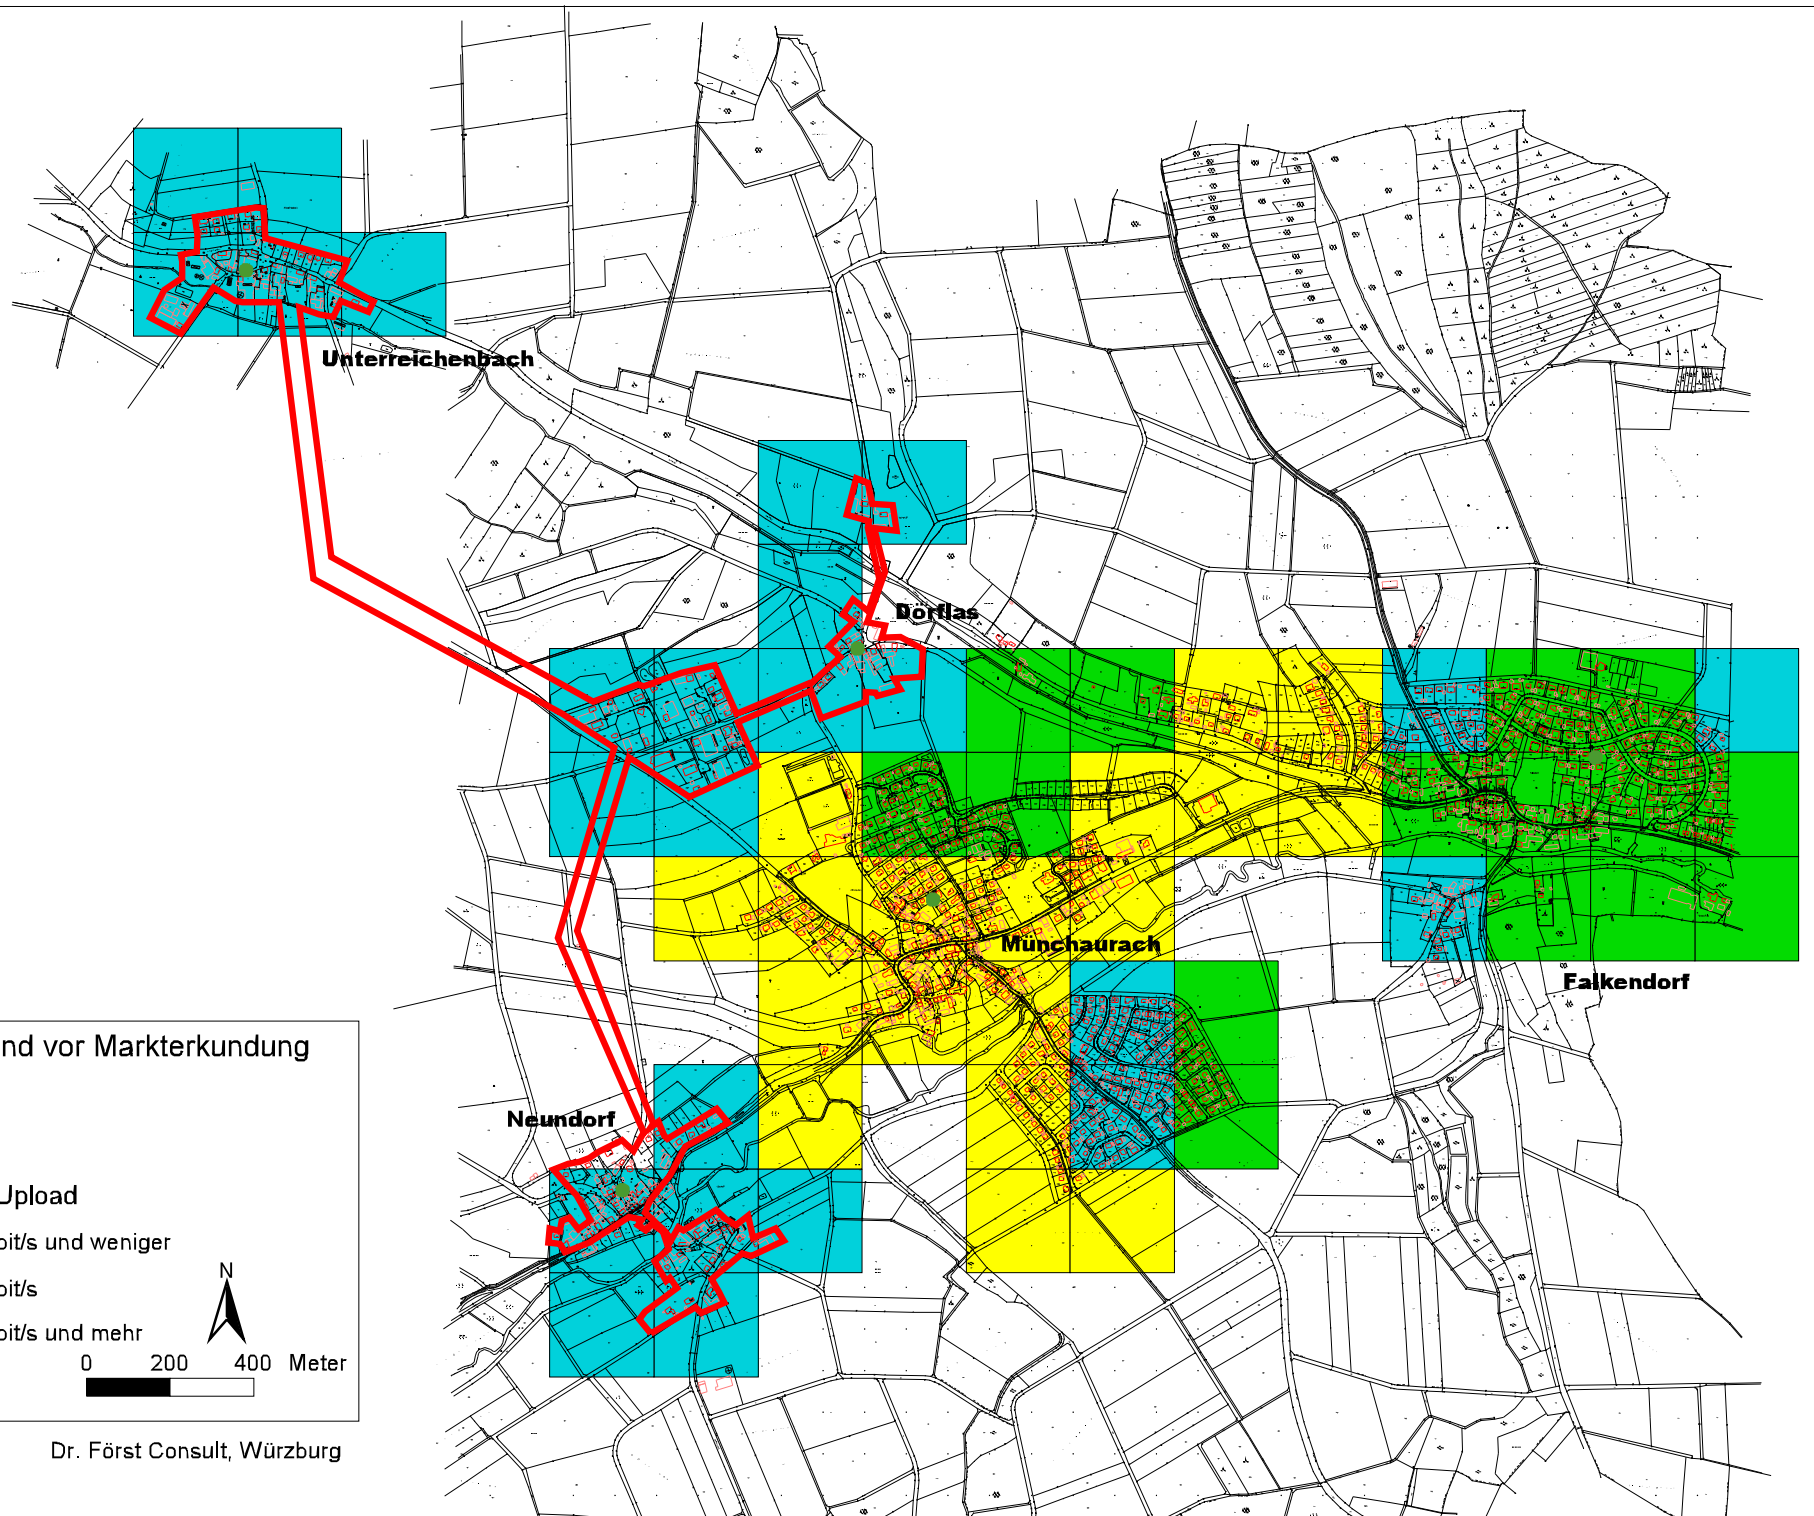 Unterreichenbach
Dörflas
Münchaurach
Falkendorf
Neundorf
nd vor Markterkundung
Upload
bit/s und weniger
bit/s
bit/s und mehr
N
0 200 400 Meter
Dr. Först Consult, Würzburg